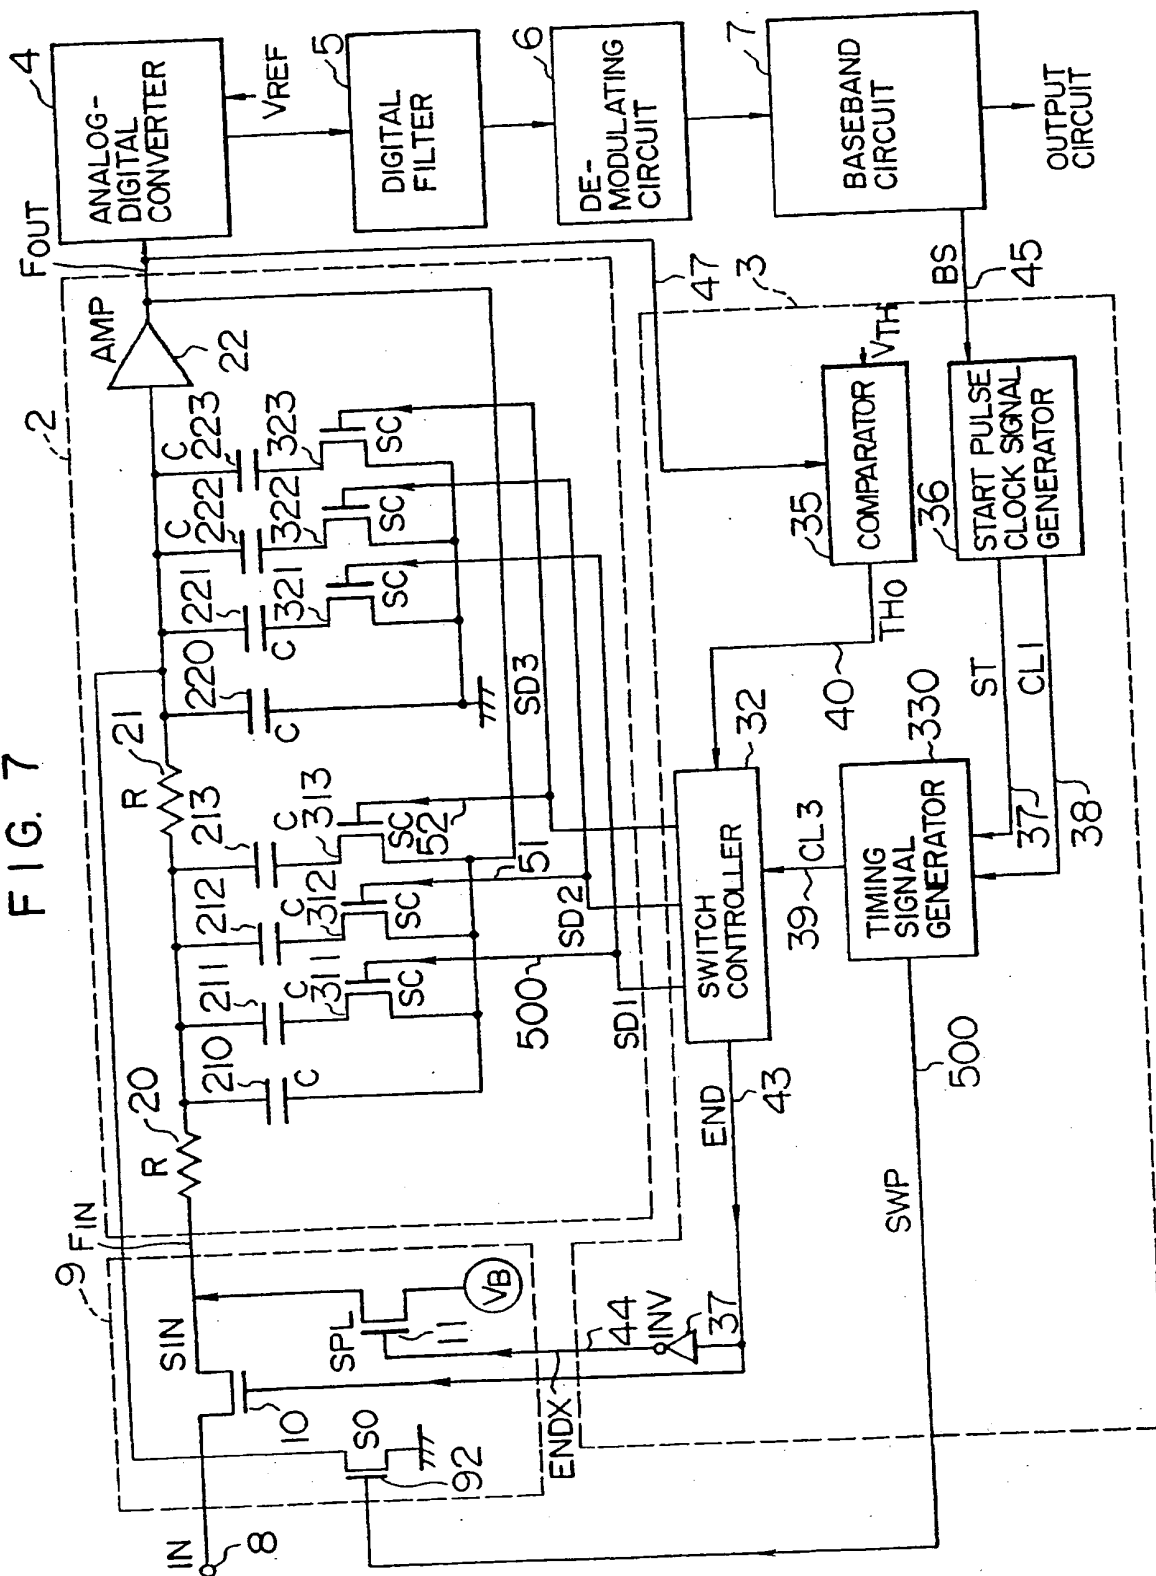 FIG. 7
IN
8
9
SIN
FIN
10
SO
92
SPL
11
VB
ENDX
44
INV
37
2
R
20
R
21
210
C
211
C
212
C
213
C
311
SC
312
SC
313
SC
500
51
52
220
C
221
C
222
C
223
C
321
SC
322
SC
323
SC
AMP
22
FOUT
SD1
SD2
SD3
4
ANALOG-
DIGITAL
CONVERTER
VREF
5
DIGITAL
FILTER
6
DE-
MODULATING
CIRCUIT
7
BASEBAND
CIRCUIT
OUTPUT
CIRCUIT
47
3
BS
45
VTH
COMPARATOR
35
THO
40
START PULSE
CLOCK SIGNAL
GENERATOR
36
ST
CL1
37
38
32
SWITCH
CONTROLLER
END
43
39
CL3
TIMING
SIGNAL
GENERATOR
330
SWP
500